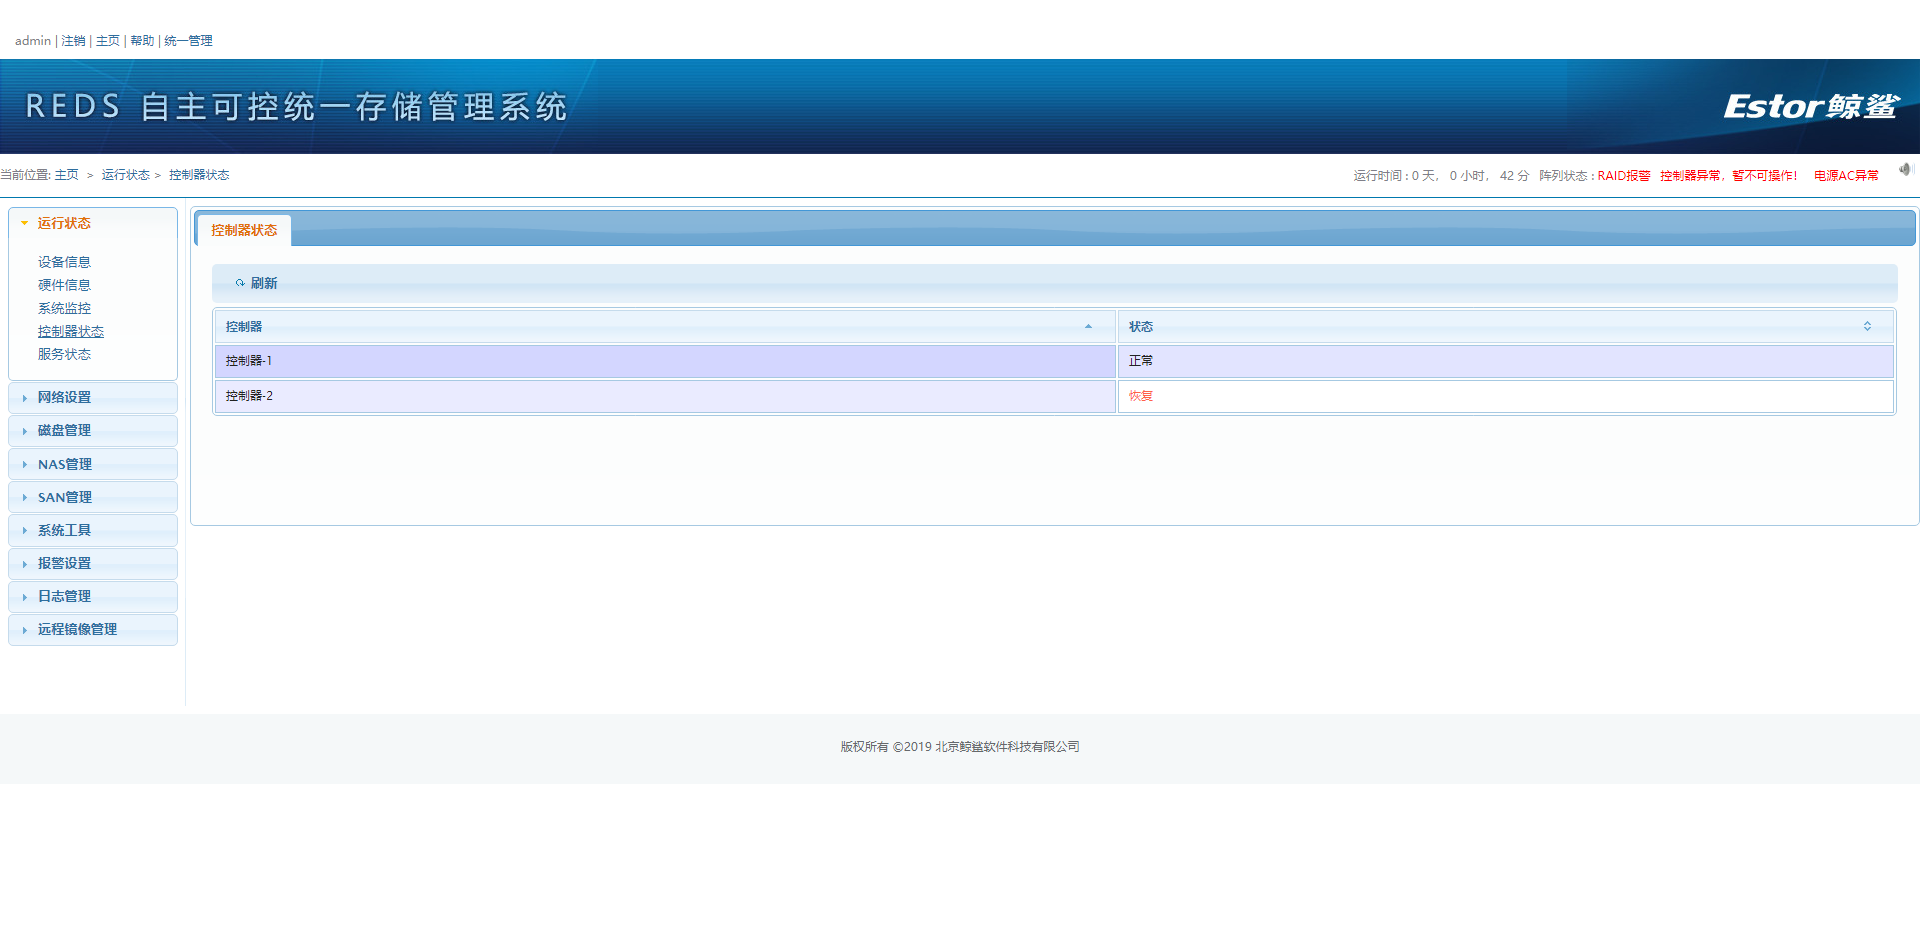 admin | 注销 | 主页 | 帮助 | 统一管理
REDS 自主可控统一存储管理系统
Estor鲸鲨
当前位置: 主页 > 运行状态 > 控制器状态
运行时间 : 0 天, 0 小时, 42 分 阵列状态 : RAID报警 控制器异常，暂不可操作! 电源AC异常
运行状态
设备信息
硬件信息
系统监控
控制器状态
服务状态
网络设置
磁盘管理
NAS管理
SAN管理
系统工具
报警设置
日志管理
远程镜像管理
控制器状态
刷新
控制器 状态
控制器-1 正常
控制器-2 恢复
版权所有 ©2019 北京鲸鲨软件科技有限公司